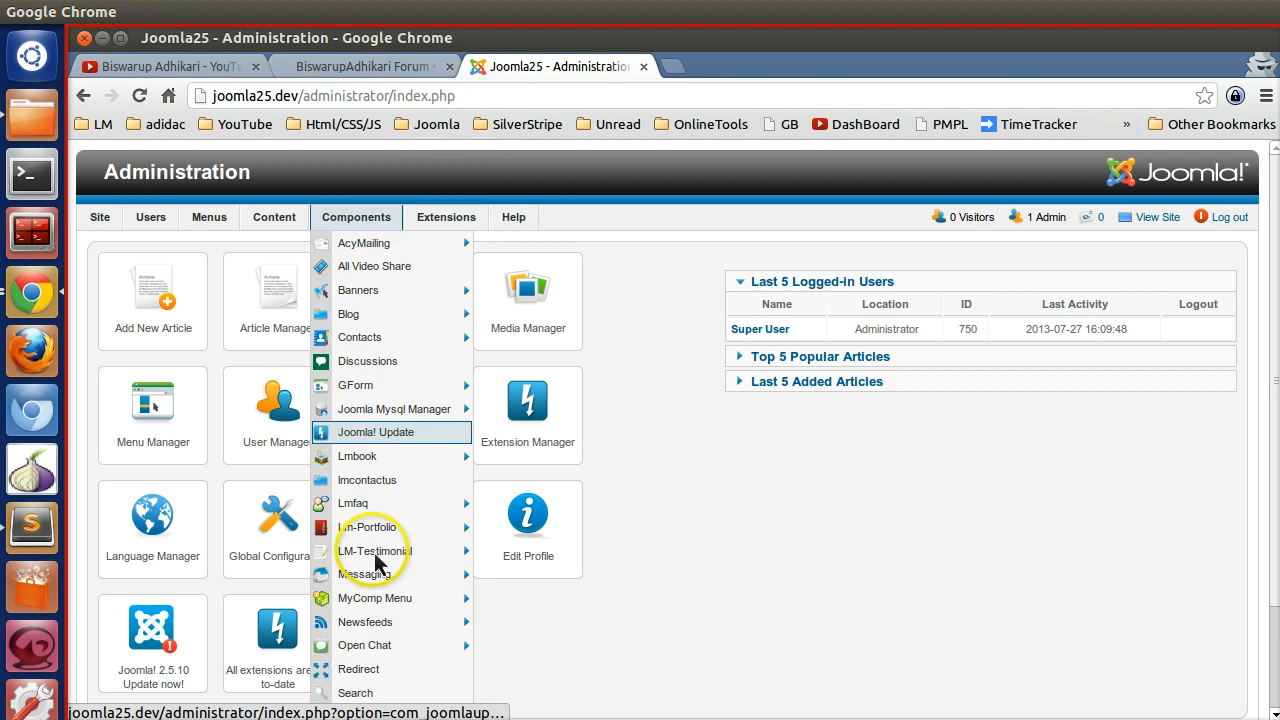 Google Chrome
Joomla25 - Administration - Google Chrome
Biswarup Adhikari - YouTu
BiswarupAdhikari Forum -
Joomla25 - Administration
joomla25.dev/administrator/index.php
LM adidac YouTube Html/CSS/JS Joomla SilverStripe Unread OnlineTools GB DashBoard PMPL TimeTracker » Other Bookmarks
Administration
Joomla!
Site Users Menus Content Components Extensions Help
0 Visitors 1 Admin 0 View Site Log out
AcyMailing
All Video Share
Banners
Blog
Contacts
Discussions
GForm
Joomla Mysql Manager
Joomla! Update
Lmbook
lmcontactus
Lmfaq
Lm-Portfolio
LM-Testimonial
Messaging
MyComp Menu
Newsfeeds
Open Chat
Redirect
Search
Add New Article
Article Manage
Media Manager
Menu Manager
User Manage
Extension Manager
Language Manager
Global Configura
Edit Profile
Joomla! 2.5.10
Update now!
All extensions are
to-date
Last 5 Logged-in Users
Name Location ID Last Activity Logout
Super User Administrator 750 2013-07-27 16:09:48
Top 5 Popular Articles
Last 5 Added Articles
joomla25.dev/administrator/index.php?option=com_joomlaup...